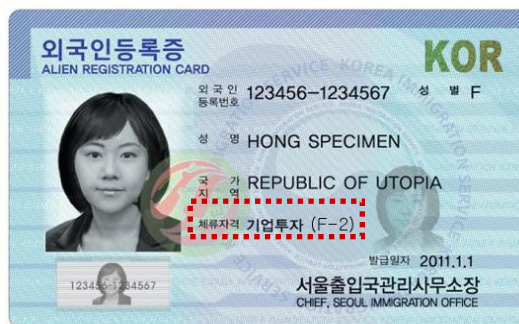 외국인등록증 KOR
ALIEN REGISTRATION CARD
외국인등록번호 123456-1234567 성 별 F
성 명 HONG SPECIMEN
국 가
지 역 REPUBLIC OF UTOPIA
체류자격 기업투자 (F-2)
123456-1234567
발급일자 2011.1.1
서울출입국관리사무소장
CHIEF, SEOUL IMMIGRATION OFFICE